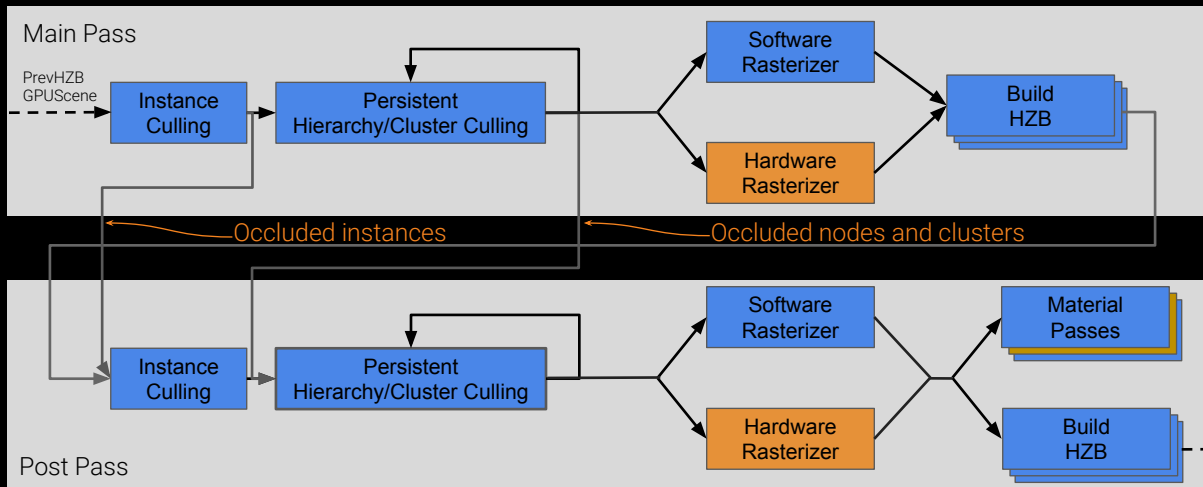 Main Pass
PrevHZB
GPUScene
Instance
Culling
Persistent
Hierarchy/Cluster Culling
Software
Rasterizer
Hardware
Rasterizer
Build
HZB
Occluded instances
Occluded nodes and clusters
Instance
Culling
Persistent
Hierarchy/Cluster Culling
Software
Rasterizer
Hardware
Rasterizer
Material
Passes
Build
HZB
Post Pass